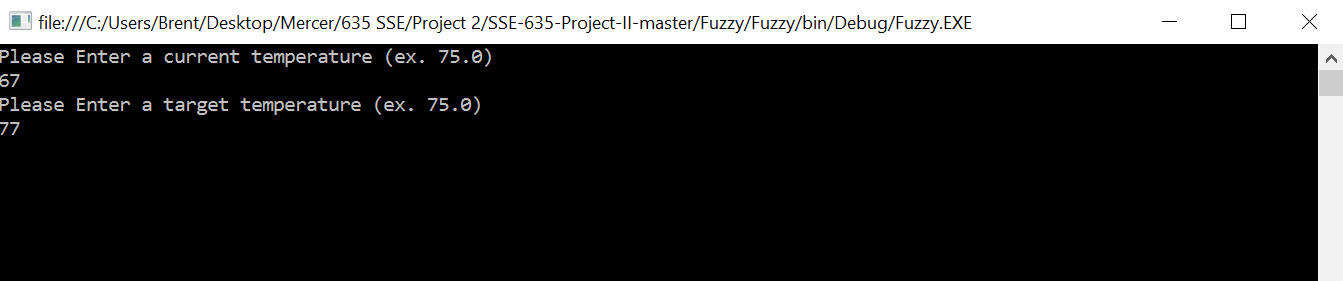 file:///C:/Users/Brent/Desktop/Mercer/635 SSE/Project 2/SSE-635-Project-II-master/Fuzzy/Fuzzy/bin/Debug/Fuzzy.EXE
Please Enter a current temperature (ex. 75.0)
67
Please Enter a target temperature (ex. 75.0)
77